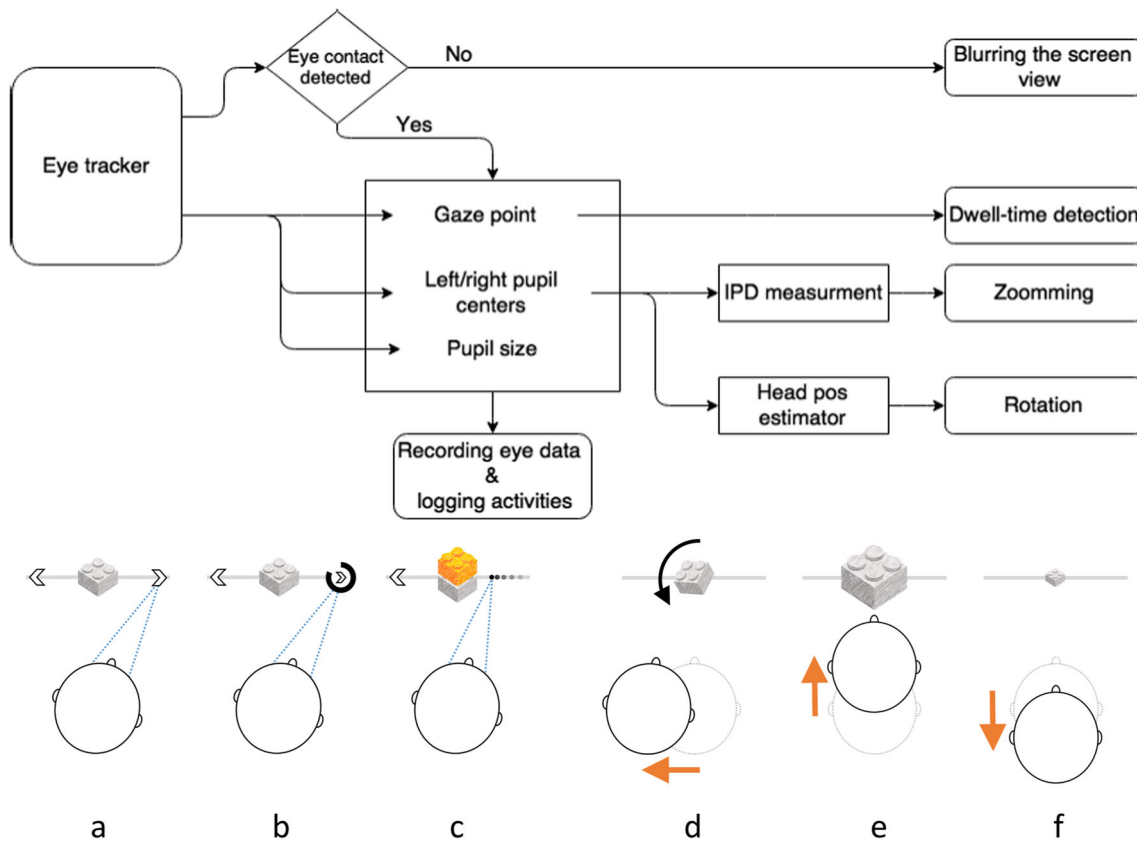 Eye contact
detected
No
Blurring the screen
view
Yes
Eye tracker
Gaze point
Dwell-time detection
Left/right pupil
centers
IPD measurment
Zoomming
Pupil size
Head pos
estimator
Rotation
Recording eye data
&
logging activities
a b c d e f